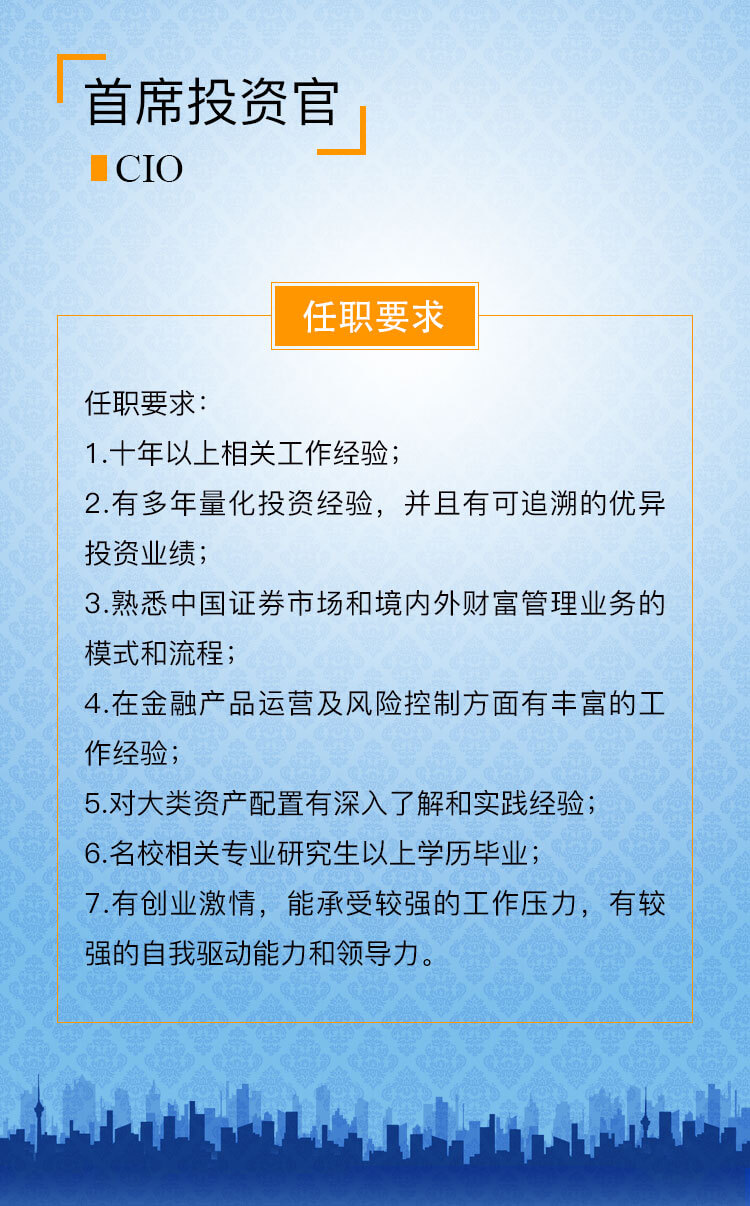 首席投资官
CIO
任职要求
任职要求：
1.十年以上相关工作经验；
2.有多年量化投资经验，并且有可追溯的优异
投资业绩；
3.熟悉中国证券市场和境内外财富管理业务的
模式和流程；
4.在金融产品运营及风险控制方面有丰富的工
作经验；
5.对大类资产配置有深入了解和实践经验；
6.名校相关专业研究生以上学历毕业；
7.有创业激情，能承受较强的工作压力，有较
强的自我驱动能力和领导力。